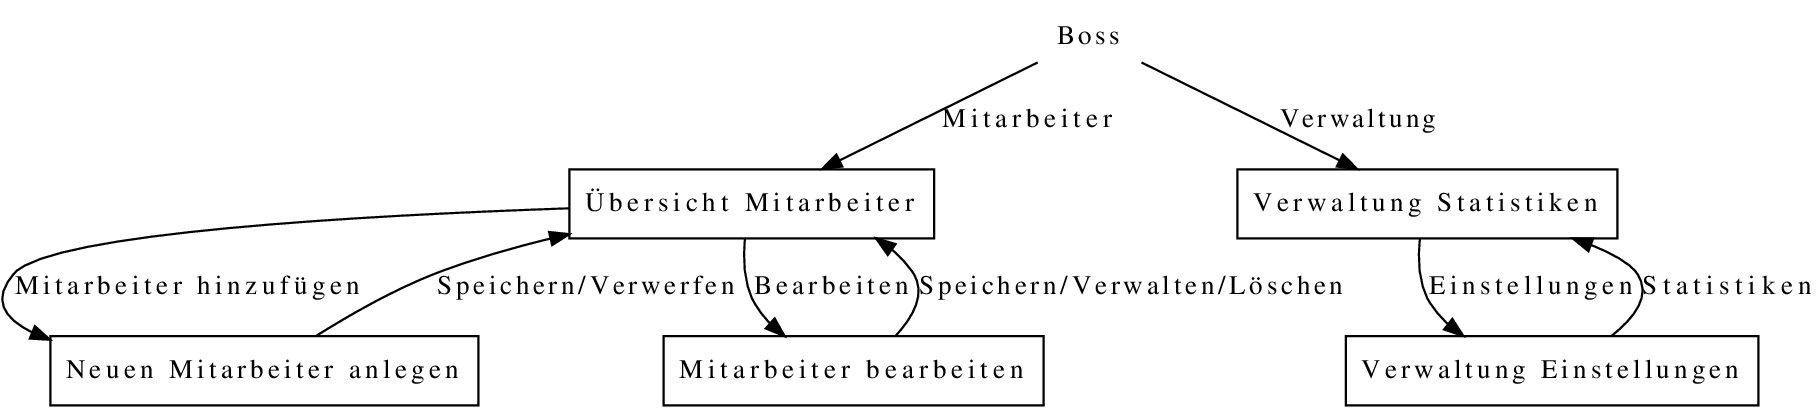 Boss
Mitarbeiter
Verwaltung
Übersicht Mitarbeiter
Verwaltung Statistiken
Mitarbeiter hinzufügen
Speichern/Verwerfen
Bearbeiten
Speichern/Verwalten/Löschen
Einstellungen
Statistiken
Neuen Mitarbeiter anlegen
Mitarbeiter bearbeiten
Verwaltung Einstellungen